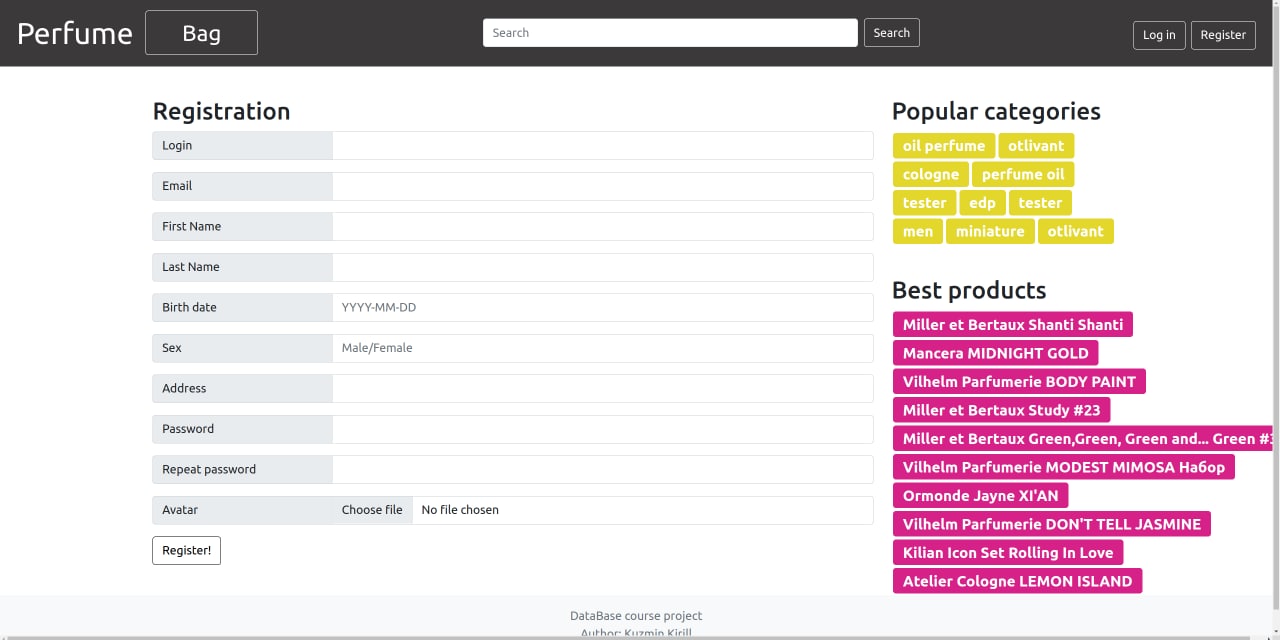 Perfume Bag Search Search Log in Register
Registration
Login
Email
First Name
Last Name
Birth date YYYY-MM-DD
Sex Male/Female
Address
Password
Repeat password
Avatar Choose file No file chosen
Register!
Popular categories
oil perfume otlivant
cologne perfume oil
tester edp tester
men miniature otlivant
Best products
Miller et Bertaux Shanti Shanti
Mancera MIDNIGHT GOLD
Vilhelm Parfumerie BODY PAINT
Miller et Bertaux Study #23
Miller et Bertaux Green,Green, Green and... Green
Vilhelm Parfumerie MODEST MIMOSA Набор
Ormonde Jayne XI'AN
Vilhelm Parfumerie DON'T TELL JASMINE
Kilian Icon Set Rolling In Love
Atelier Cologne LEMON ISLAND
DataBase course project
Author: Kuzmin Kirill